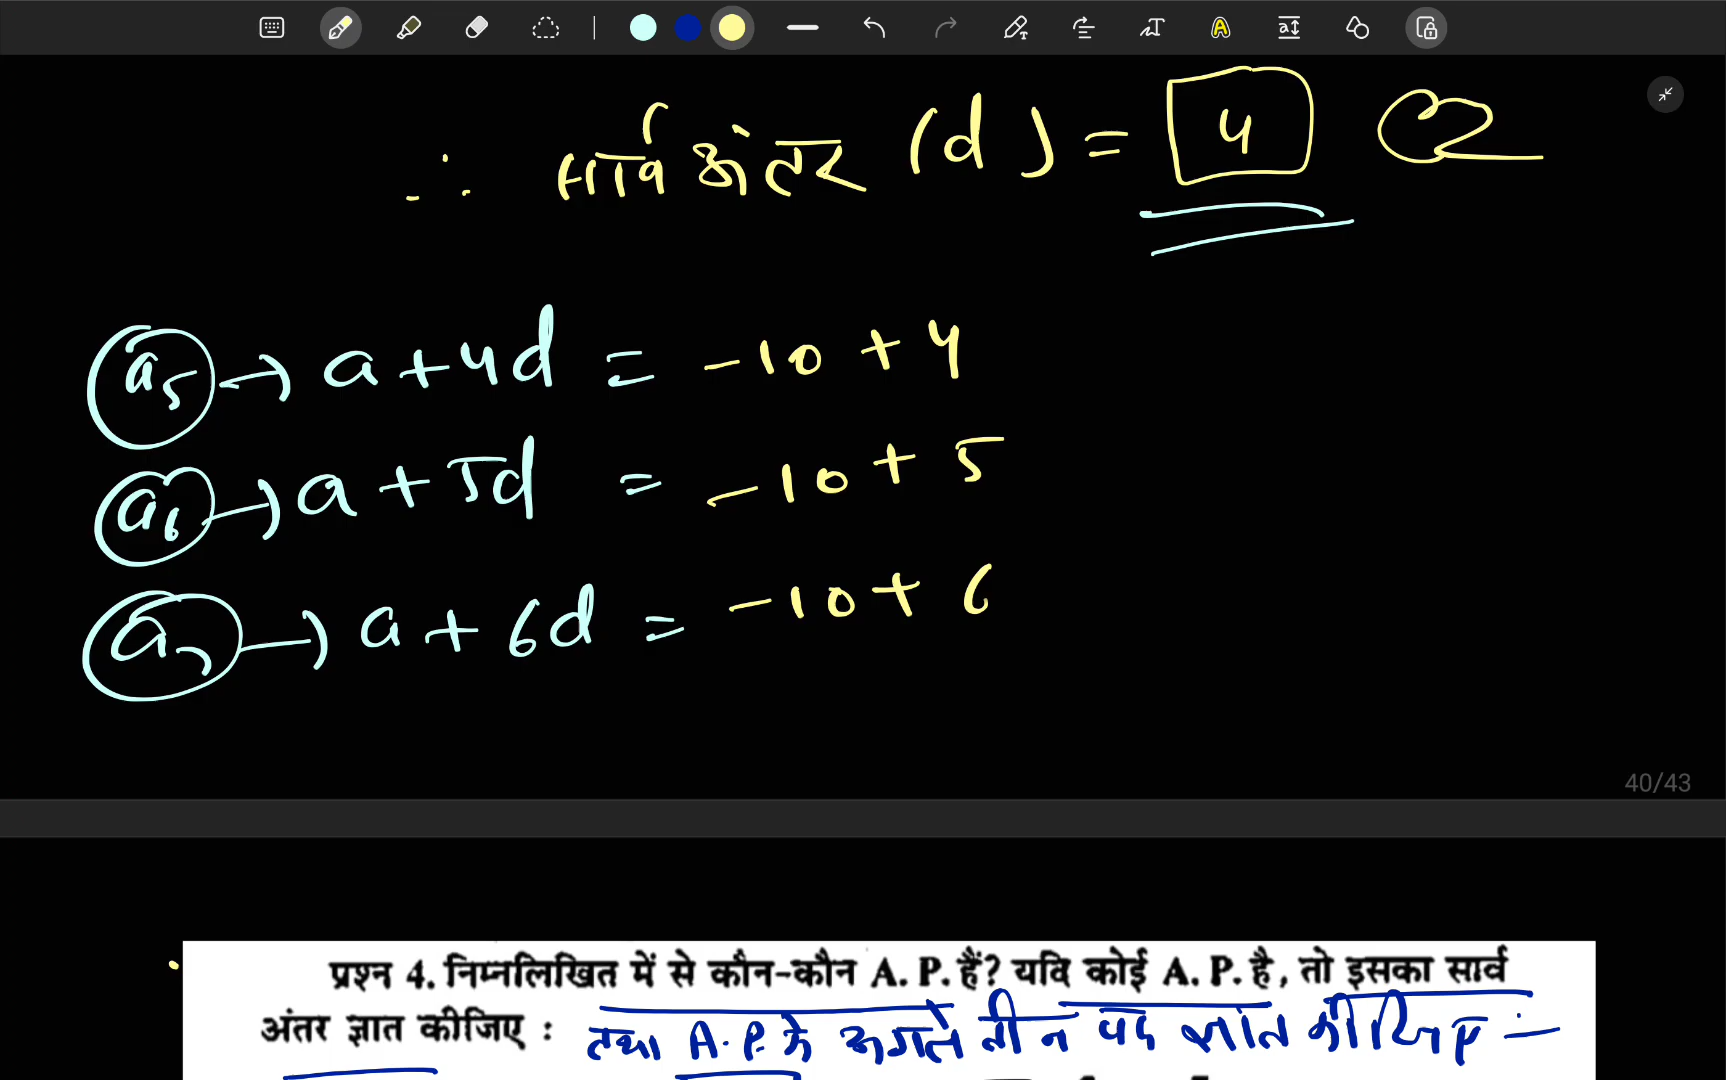 ∴ सार्व अंतर (d) = 4
a₅ → a + 4d = -10 + 4
a₆ → a + 5d = -10 + 5
a₇ → a + 6d = -10 + 6
40/43
प्रश्न 4. निम्नलिखित में से कौन-कौन A. P. हैं? यदि कोई A. P. है, तो इसका सार्व
अंतर ज्ञात कीजिए : तथा A.P. के अगले तीन पद ज्ञात कीजिए :-